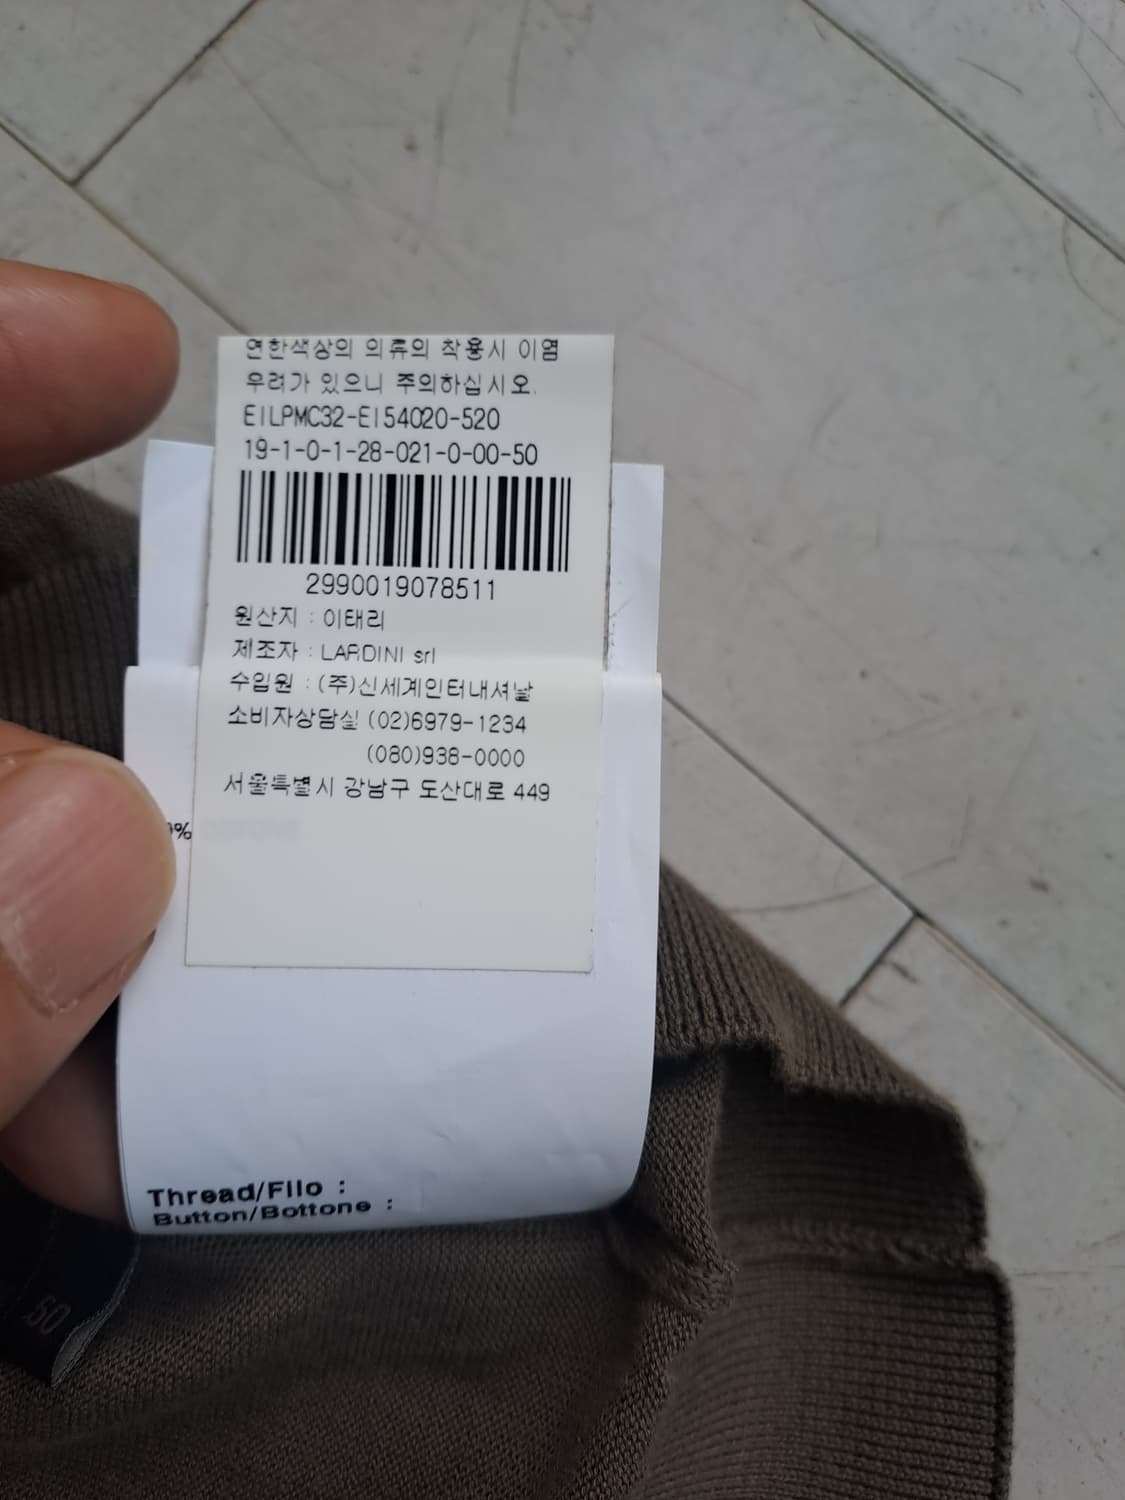 연한색상의 의류의 착용시 이염
우려가 있으니 주의하십시오.
EILPMC32-EI54020-520
19-1-0-1-28-021-0-00-50
2990019078511
원산지 : 이태리
제조자 : LARDINI srl
수입원 : (주)신세계인터내셔날
소비자상담실 (02)6979-1234
(080)938-0000
서울특별시 강남구 도산대로 449
%
Thread/Filo :
Button/Bottone :
50